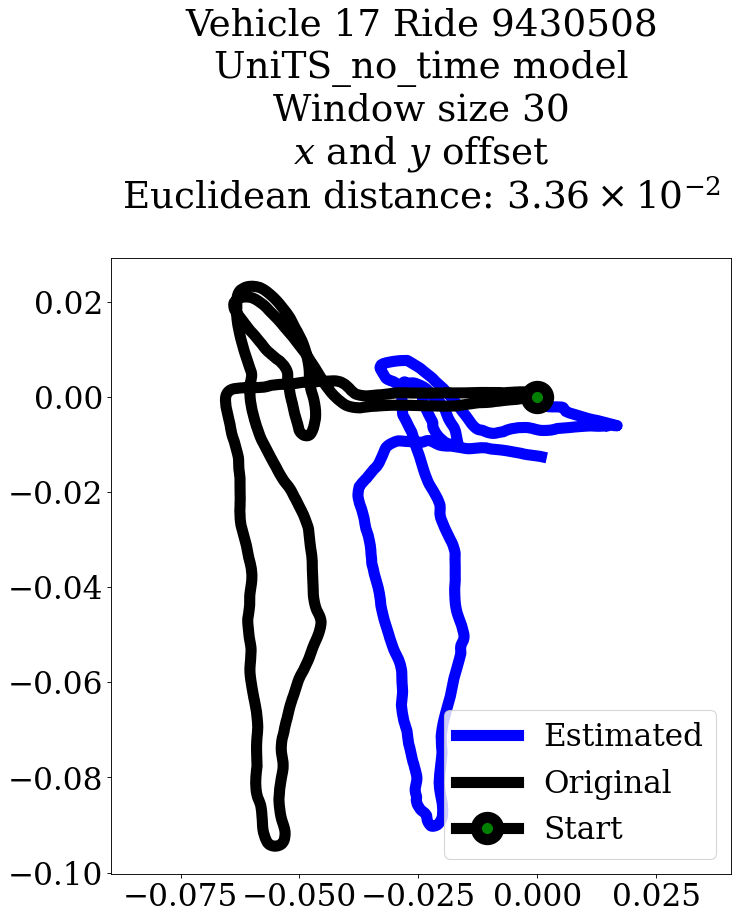 Vehicle 17 Ride 9430508
UniTS_no_time model
Window size 30
x and y offset
Euclidean distance: 3.36 × 10⁻²
0.02
0.00
−0.02
−0.04
−0.06
−0.08
−0.10
Estimated
Original
Start
−0.075 −0.050 −0.025 0.000 0.025